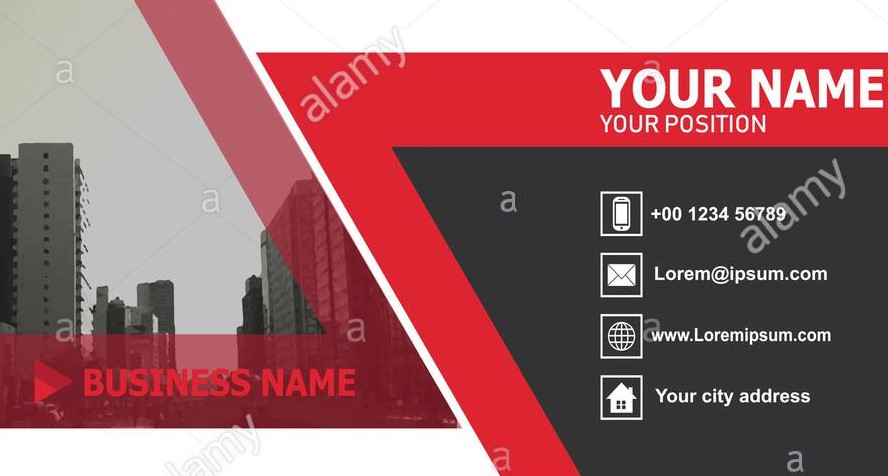 YOUR NAME
YOUR POSITION
+00 1234 56789
Lorem@ipsum.com
www.Loremipsum.com
Your city address
BUSINESS NAME
alamy
alamy
alamy
a
a
a
a
a
a
a
a
a